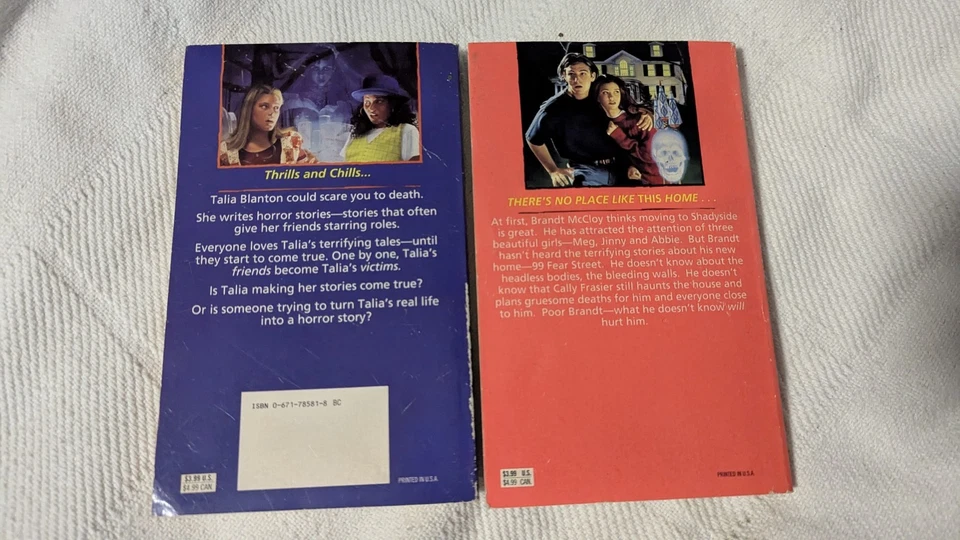 Thrills and Chills...
Talia Blanton could scare you to death.
She writes horror stories—stories that often
give her friends starring roles.
Everyone loves Talia's terrifying tales—until
they start to come true. One by one, Talia's
friends become Talia's victims.
Is Talia making her stories come true?
Or is someone trying to turn Talia's real life
into a horror story?
ISBN 0-671-78581-8 BC
$3.99 U.S.
$4.99 CAN.
PRINTED IN U.S.A.
THERE'S NO PLACE LIKE THIS HOME . . .
At first, Brandt McCloy thinks moving to Shadyside
is great. He has attracted the attention of three
beautiful girls—Meg, Jinny and Abbie. But Brandt
hasn't heard the terrifying stories about his new
home—99 Fear Street. He doesn't know about the
headless bodies, the bleeding walls. He doesn't
know that Cally Frasier still haunts the house and
plans gruesome deaths for him and everyone close
to him. Poor Brandt—what he doesn't know will
hurt him.
$3.99 U.S.
$4.99 CAN.
PRINTED IN U.S.A.